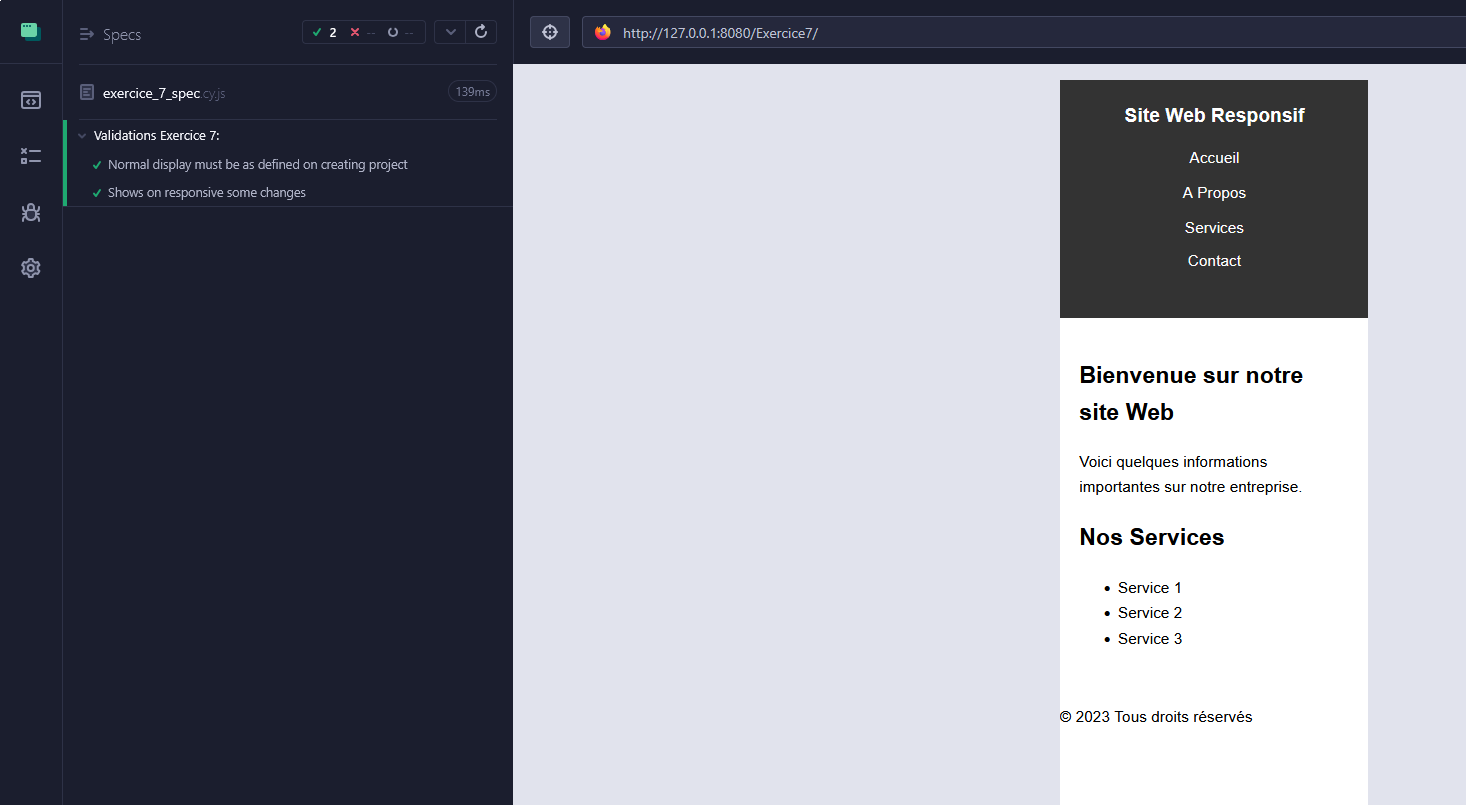 Specs
2
--
--
http://127.0.0.1:8080/Exercice7/
exercice_7_spec.cy.js
139ms
Validations Exercice 7:
Normal display must be as defined on creating project
Shows on responsive some changes
Site Web Responsif
Accueil
A Propos
Services
Contact
Bienvenue sur notre
site Web
Voici quelques informations
importantes sur notre entreprise.
Nos Services
• Service 1
• Service 2
• Service 3
© 2023 Tous droits réservés